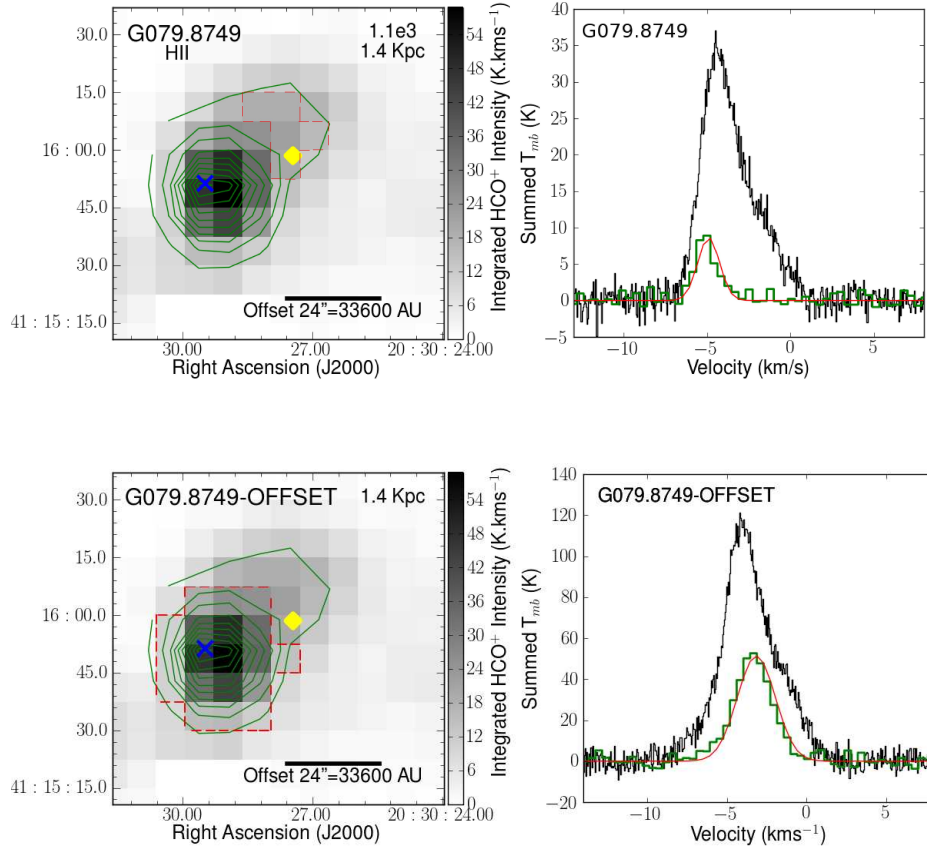 G079.8749
HII
1.1e3
1.4 Kpc
30.0
15.0
16 : 00.0
45.0
30.0
41 : 15:15.0
Offset 24"=33600 AU
30.00
27.00
20 : 30 : 24.00
Right Ascension (J2000)
54
48
42
36
30
24
18
12
6
0
Integrated HCO⁺ Intensity (K.kms⁻¹)
G079.8749
40
35
30
25
20
15
10
5
0
−5
Summed T_mb (K)
−10
−5
0
5
Velocity (km/s)
G079.8749-OFFSET
1.4 Kpc
30.0
15.0
16 : 00.0
45.0
30.0
41 : 15:15.0
Offset 24"=33600 AU
30.00
27.00
20 : 30 : 24.00
Right Ascension (J2000)
54
48
42
36
30
24
18
12
6
0
Integrated HCO⁺ Intensity (K.kms⁻¹)
G079.8749-OFFSET
140
120
100
80
60
40
20
0
−20
Summed T_mb (K)
−10
−5
0
5
Velocity (kms⁻¹)